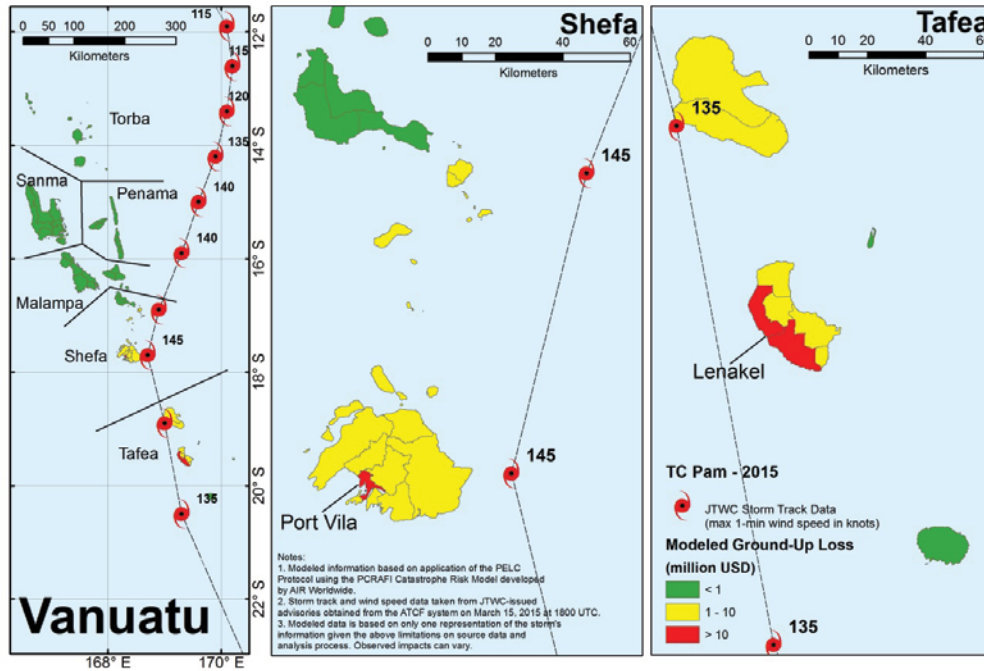 115
0 50 100 200 300
Kilometers
115
120
Torba
135
Sanma
Penama
140
140
Malampa
145
Shefa
Tafea
135
Vanuatu
168° E 170° E
12°S
14°S
16°S
18°S
20°S
22°S
Shefa
0 20 40 60
Kilometers
145
145
Port Vila
Notes:
1. Modeled information based on application of the PELC
Protocol using the PCRAFI Catastrophe Risk Model developed
by AIR Worldwide.
2. Storm track and wind speed data taken from JTWC-issued
advisories obtained from the ATCF system on March 15, 2015 at 1800 UTC.
3. Modeled data is based on only one representation of the storm's
information given the above limitations on source data and
analysis process. Observed impacts can vary.
Tafea
0 20 40 60
Kilometers
135
Lenakel
TC Pam - 2015
JTWC Storm Track Data
(max 1-min wind speed in knots)
Modeled Ground-Up Loss
(million USD)
< 1
1 - 10
> 10
135